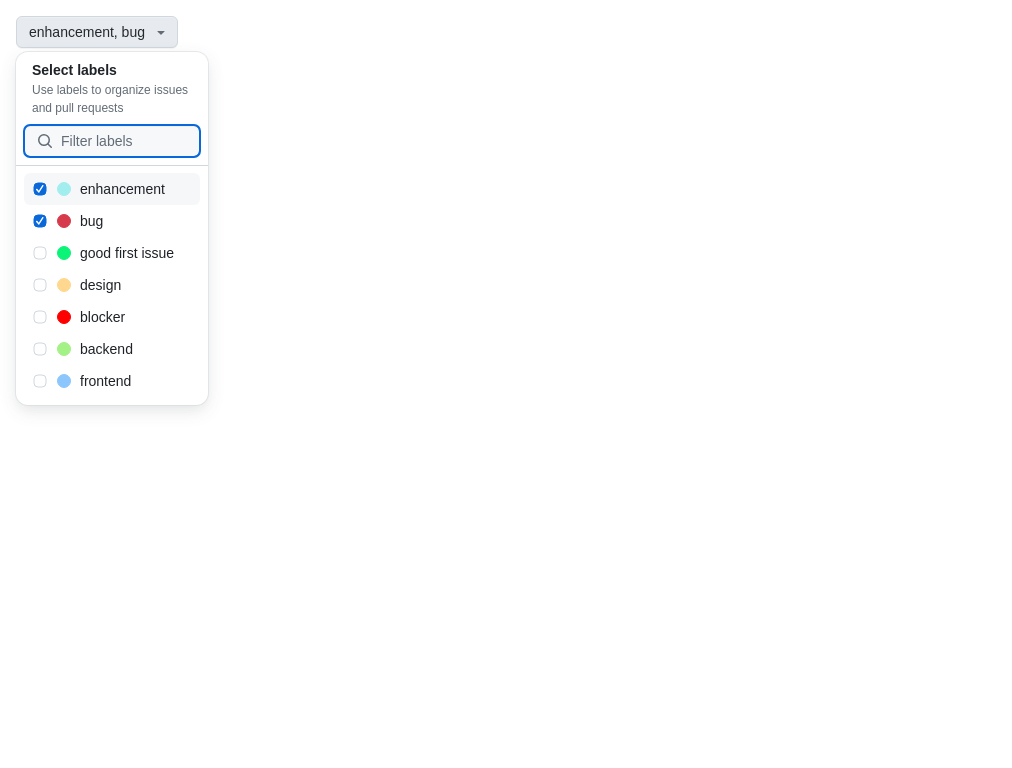 enhancement, bug
Select labels
Use labels to organize issues
and pull requests
Filter labels
enhancement
bug
good first issue
design
blocker
backend
frontend